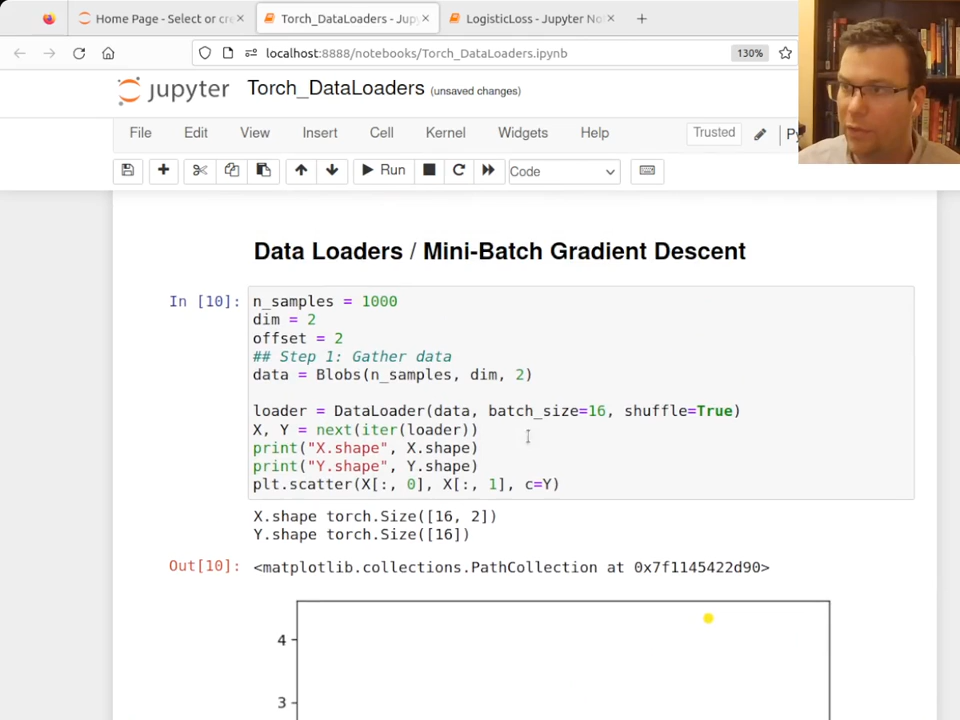 Home Page - Select or cre
Torch_DataLoaders - Jup
LogisticLoss - Jupyter No
localhost:8888/notebooks/Torch_DataLoaders.ipynb
130%
jupyter
Torch_DataLoaders (unsaved changes)
File
Edit
View
Insert
Cell
Kernel
Widgets
Help
Trusted
Run
Code
Data Loaders / Mini-Batch Gradient Descent
In [10]:
n_samples = 1000
dim = 2
offset = 2
## Step 1: Gather data
data = Blobs(n_samples, dim, 2)
loader = DataLoader(data, batch_size=16, shuffle=True)
X, Y = next(iter(loader))
print("X.shape", X.shape)
print("Y.shape", Y.shape)
plt.scatter(X[:, 0], X[:, 1], c=Y)
X.shape torch.Size([16, 2])
Y.shape torch.Size([16])
Out[10]:
<matplotlib.collections.PathCollection at 0x7f1145422d90>
4
3